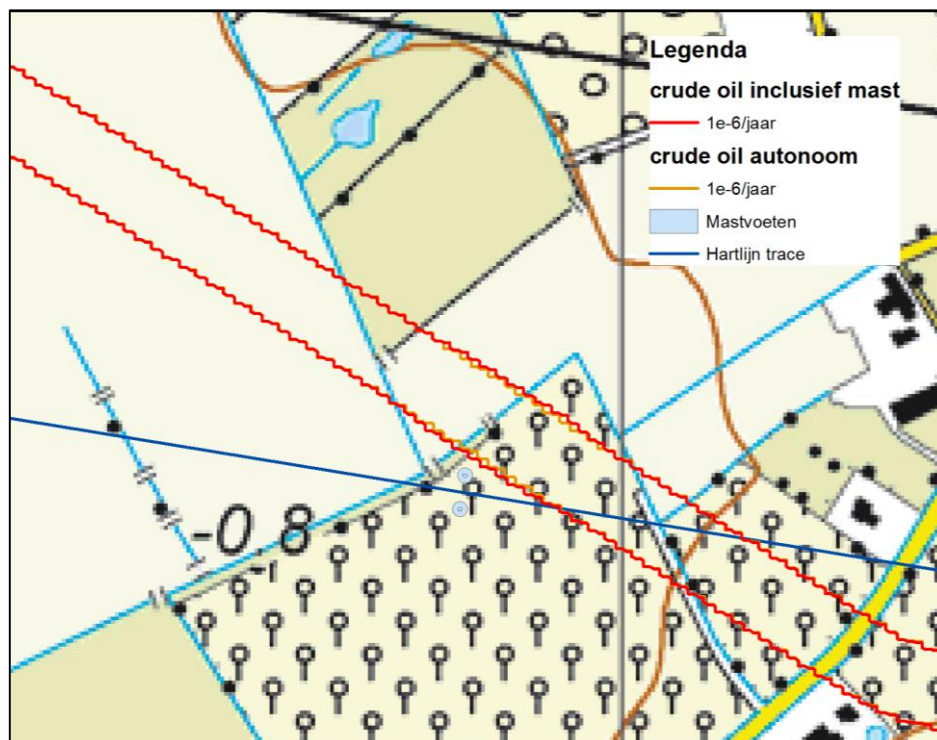 Legenda
crude oil inclusief mast
1e-6/jaar
crude oil autonoom
1e-6/jaar
Mastvoeten
Hartlijn trace
-0,8